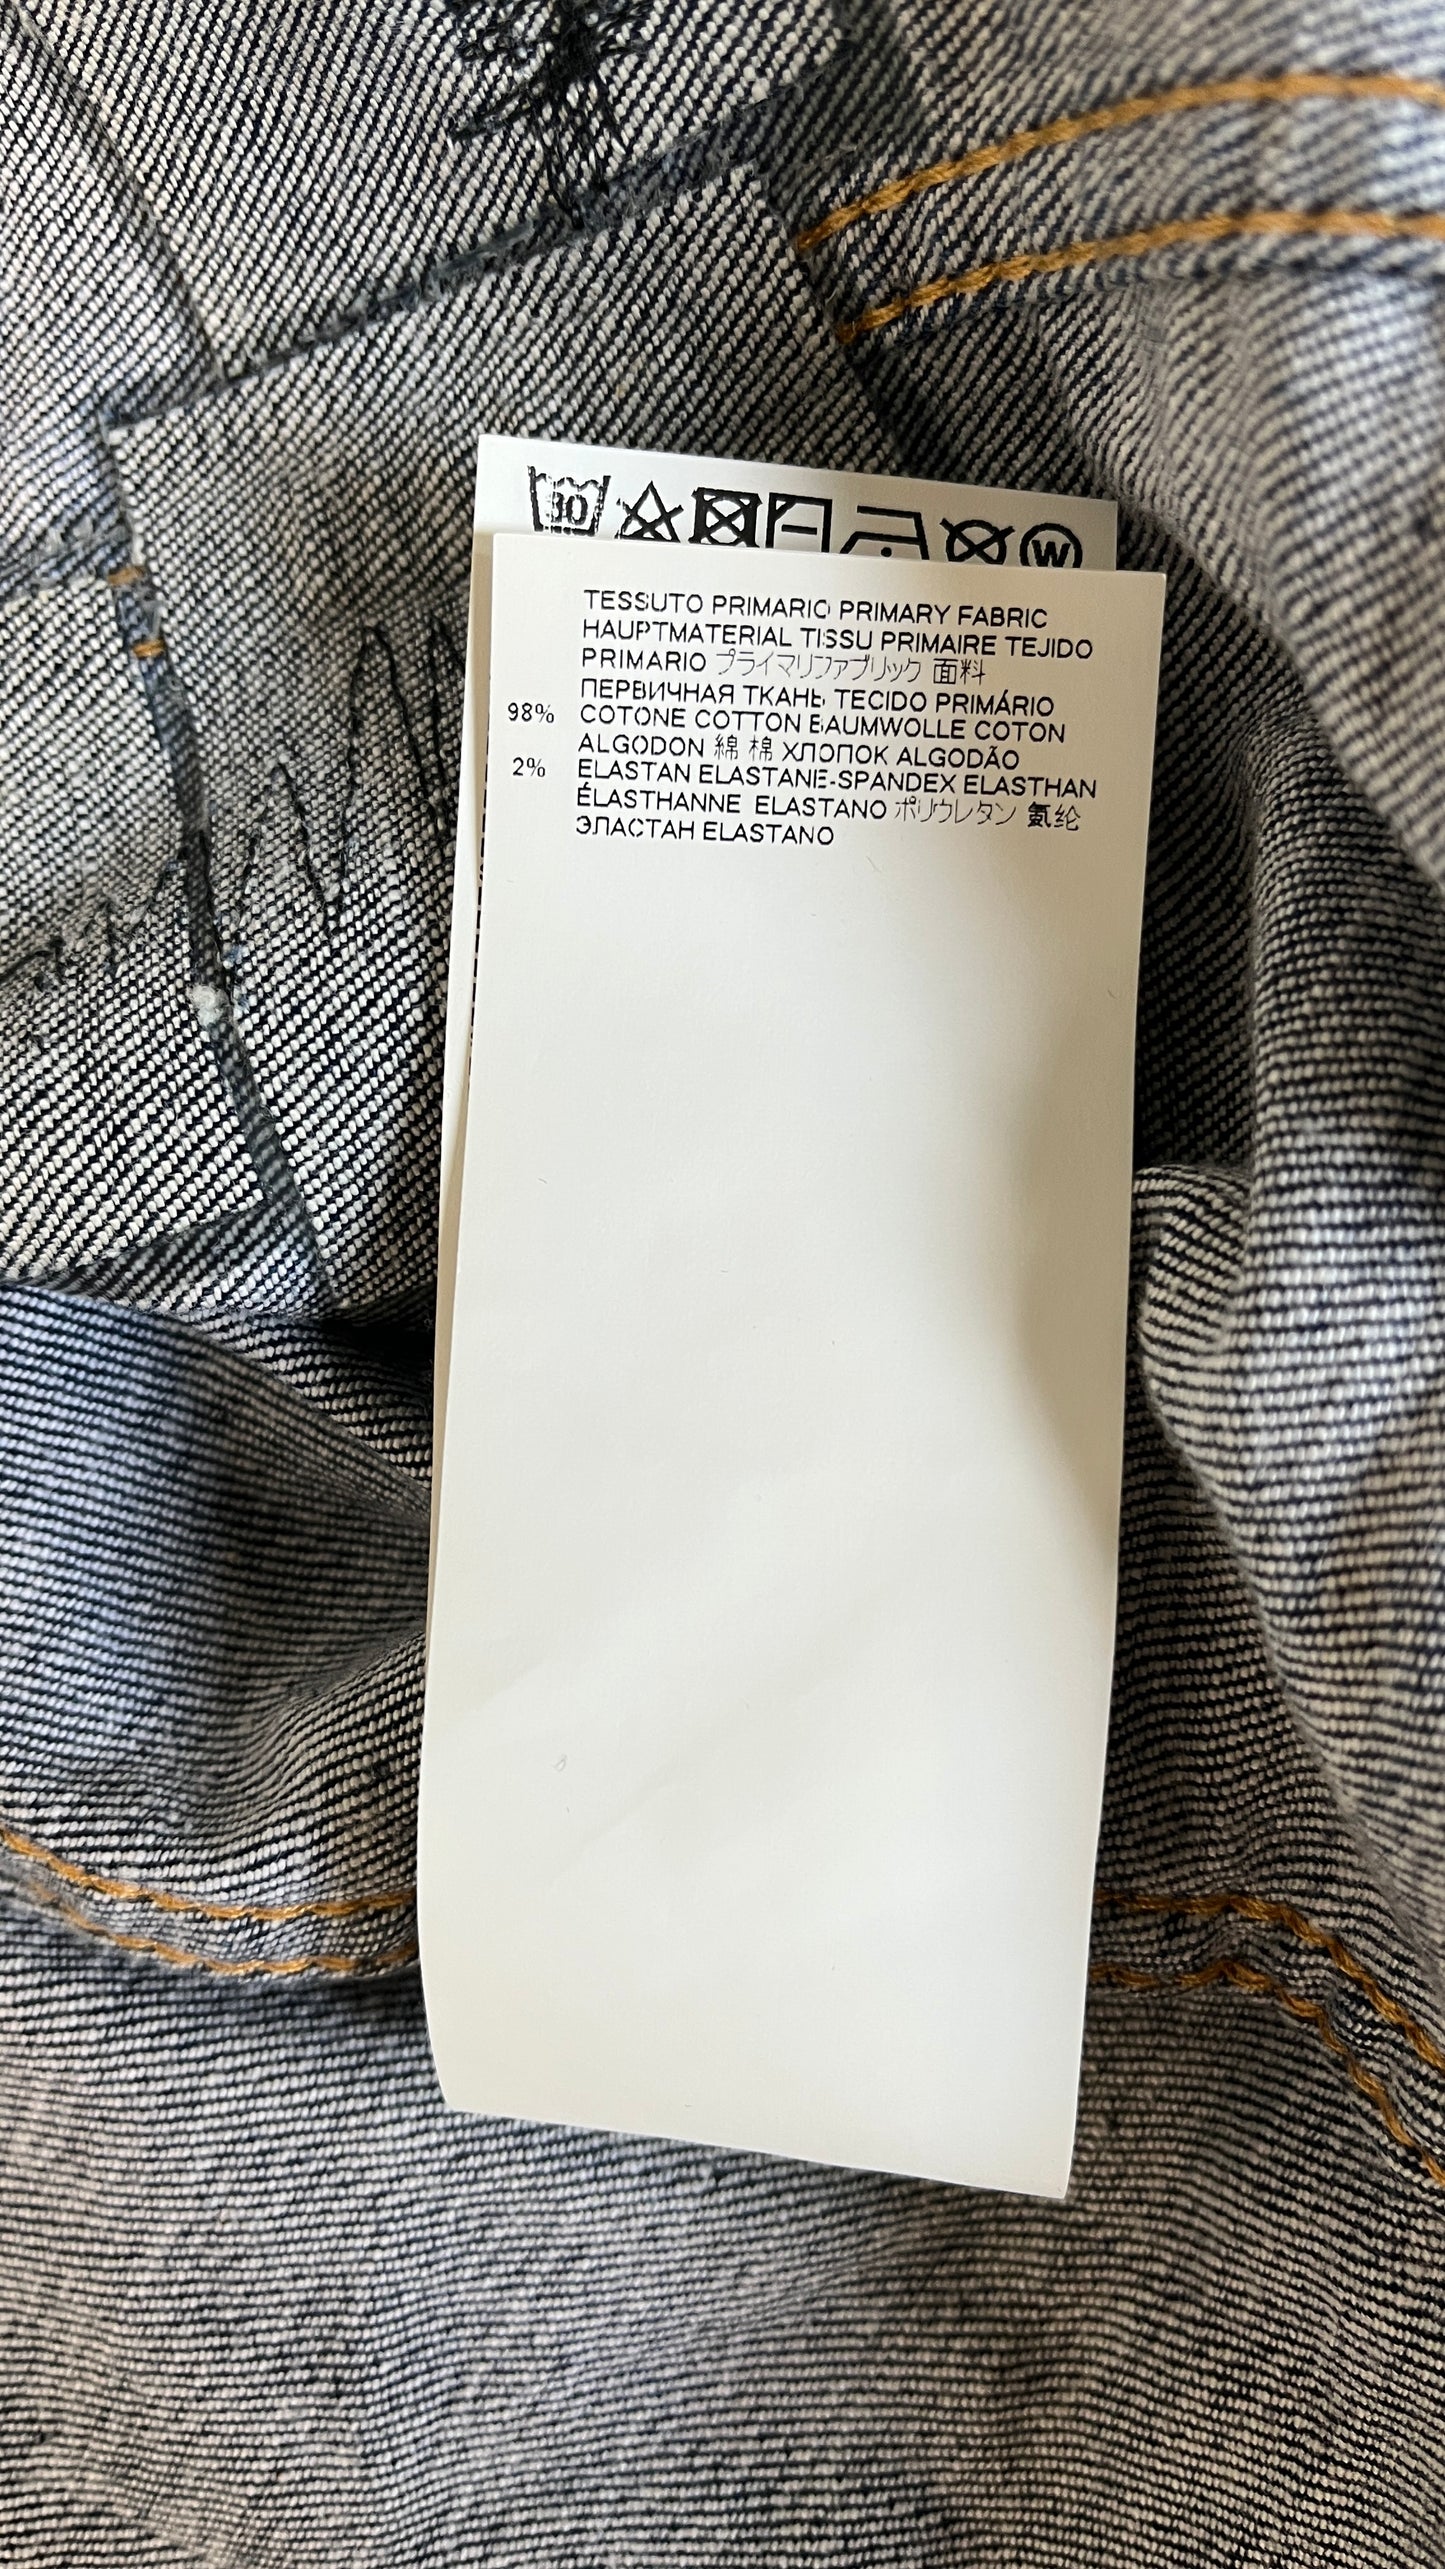 30
W
TESSUTO PRIMARIO PRIMARY FABRIC
HAUPTMATERIAL TISSU PRIMAIRE TEJIDO
PRIMARIO プライマリファブリック 面料
ПЕРВИЧНАЯ ТКАНЬ TECIDO PRIMÁRIO
98% COTONE COTTON BAUMWOLLE COTON
ALGODON 綿 棉 ХЛОПОК ALGODÃO
2% ELASTAN ELASTANE-SPANDEX ELASTHAN
ÉLASTHANNE ELASTANO ポリウレタン 氨纶
ЭЛАСТАН ELASTANO